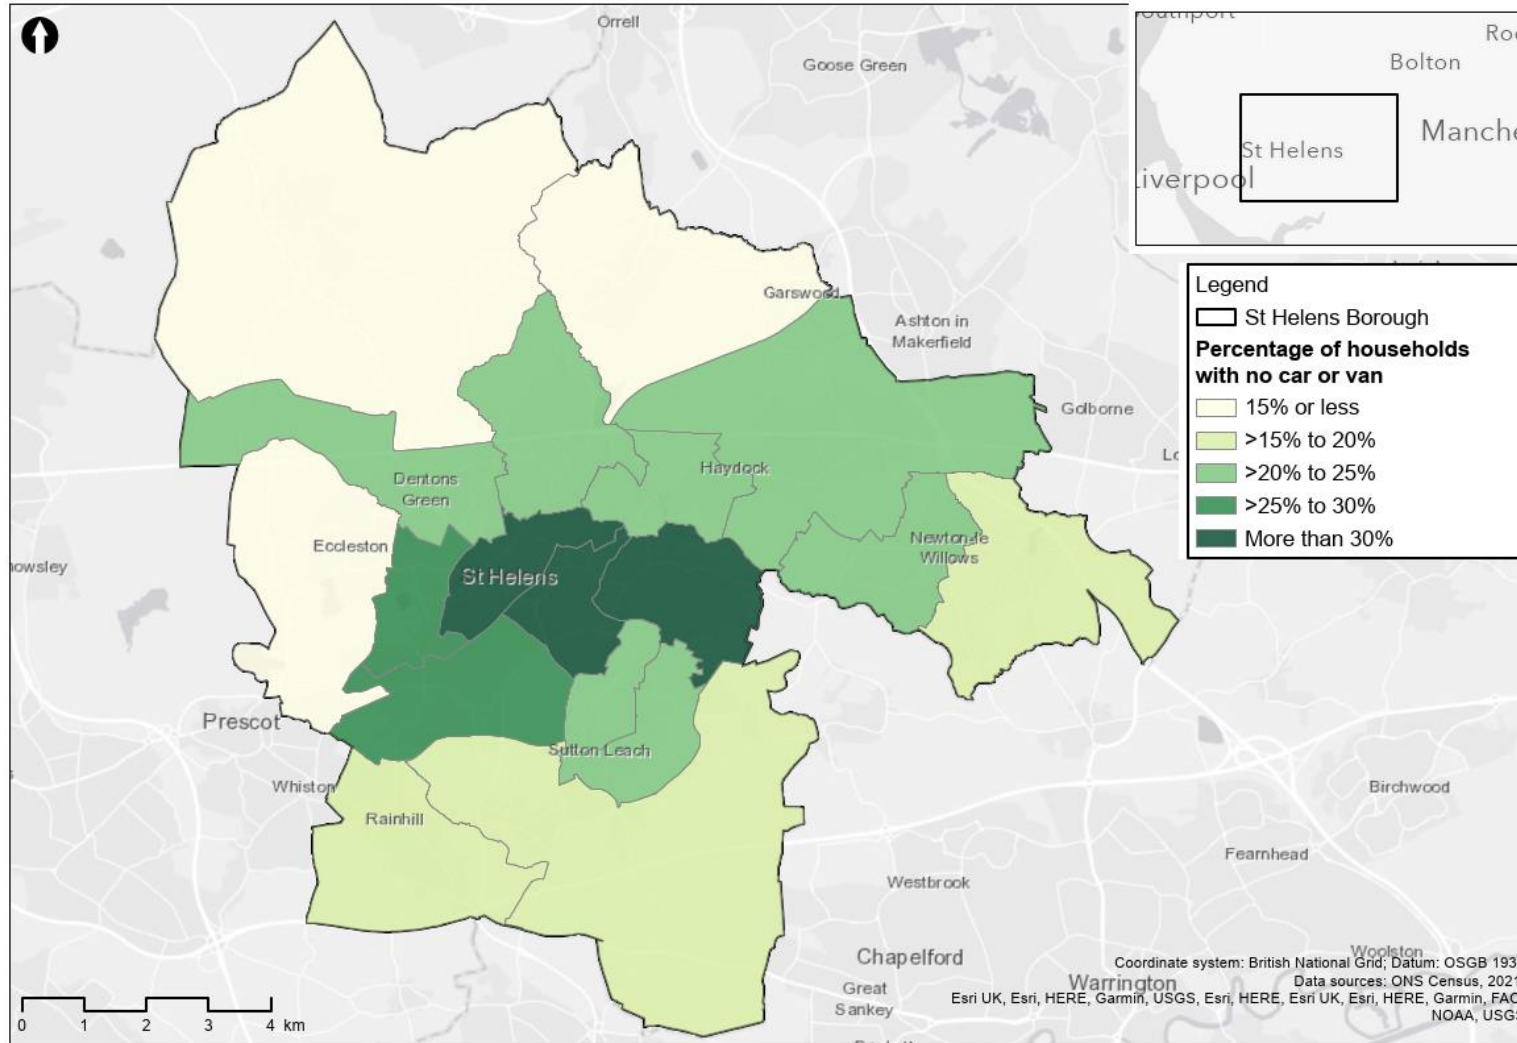 Orrell
Goose Green
Garswood
Ashton in
Makerfield
Golborne
Haydock
Dentons
Green
Eccleston
Newton-le
Willows
St Helens
Prescot
Sutton Leach
Whiston
Rainhill
Birchwood
Fearnhead
Westbrook
Chapelford
Woolston
Great
Sankey
Warrington
0 1 2 3 4 km
Bolton
St Helens
Legend
St Helens Borough
Percentage of households
with no car or van
15% or less
>15% to 20%
>20% to 25%
>25% to 30%
More than 30%
Coordinate system: British National Grid; Datum: OSGB 193
Data sources: ONS Census, 2021
Esri UK, Esri, HERE, Garmin, USGS, Esri, HERE, Esri UK, Esri, HERE, Garmin, FAO
NOAA, USGS